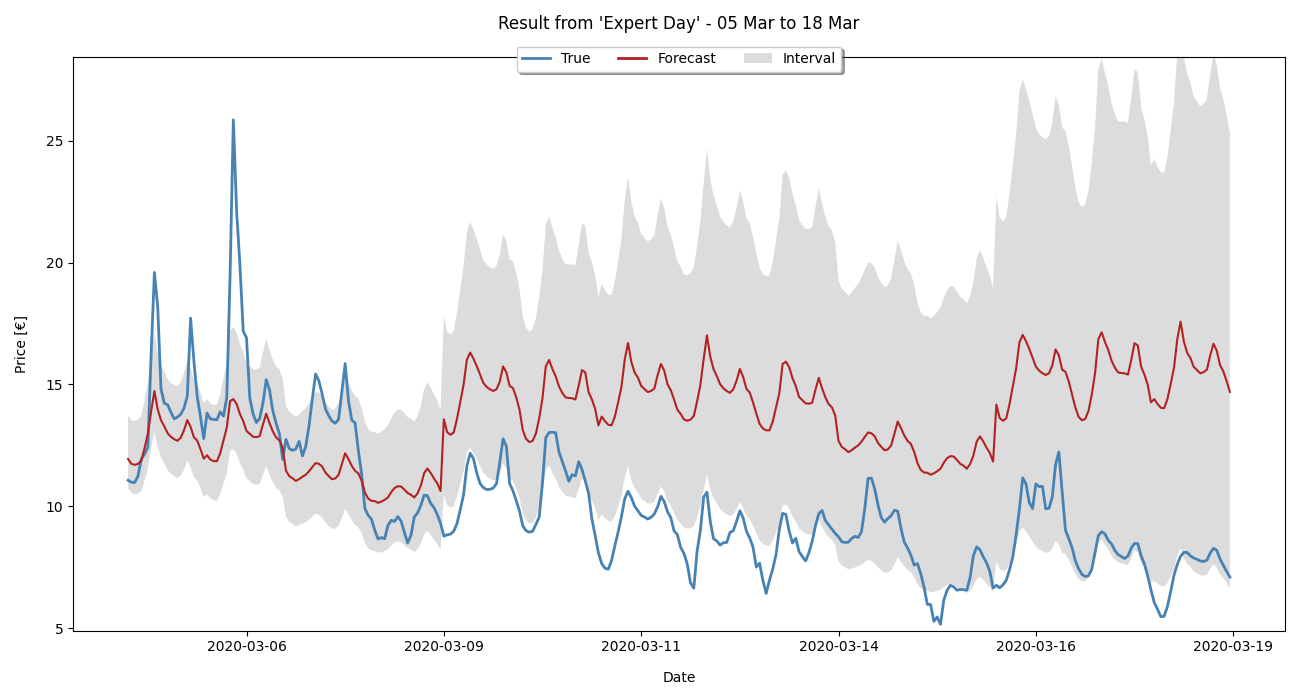 Result from 'Expert Day' - 05 Mar to 18 Mar
True Forecast Interval
Price [€]
25
20
15
10
5
2020-03-06 2020-03-09 2020-03-11 2020-03-14 2020-03-16 2020-03-19
Date